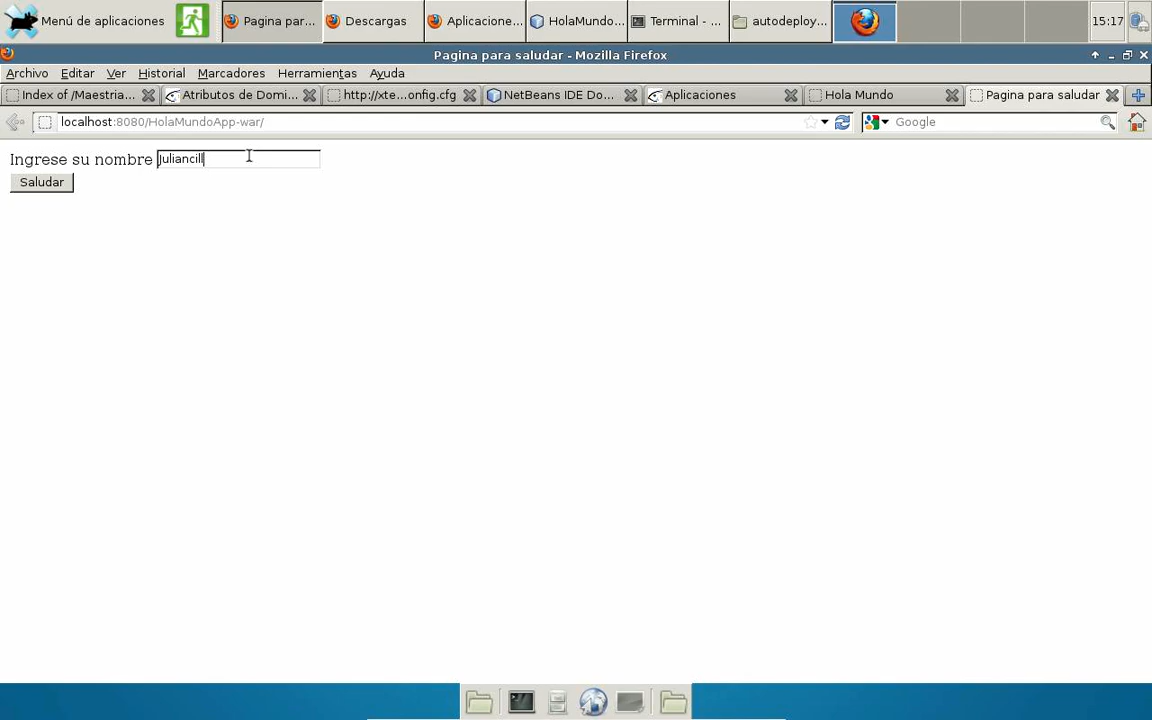 Menú de aplicaciones
Pagina par...
Descargas
Aplicacione...
HolaMundo...
Terminal - ...
autodeploy...
15:17
Pagina para saludar - Mozilla Firefox
Archivo Editar Ver Historial Marcadores Herramientas Ayuda
Index of /Maestria...
Atributos de Domi...
http://xte...onfig.cfg
NetBeans IDE Do...
Aplicaciones
Hola Mundo
Pagina para saludar
localhost:8080/HolaMundoApp-war/
Google
Ingrese su nombre Juliancill
Saludar